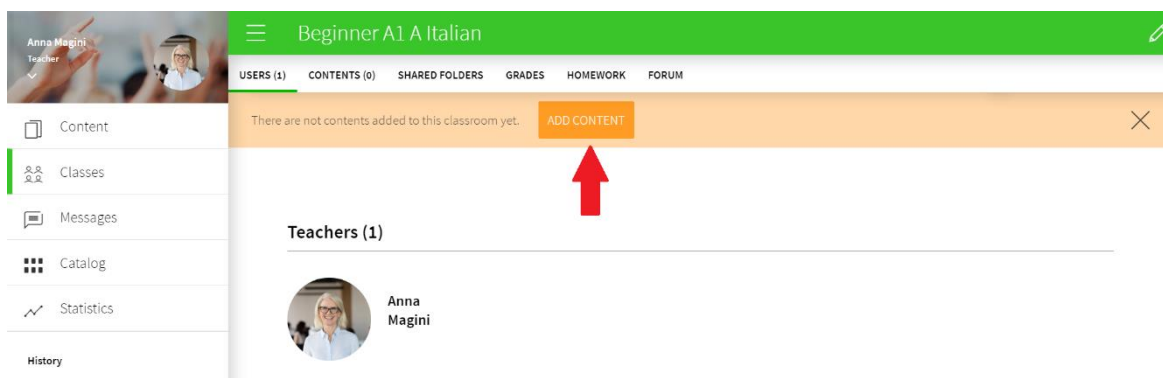 Anna Magini
Teacher
Beginner A1 A Italian
USERS (1) CONTENTS (0) SHARED FOLDERS GRADES HOMEWORK FORUM
There are not contents added to this classroom yet. ADD CONTENT
Content
Classes
Messages
Catalog
Statistics
History
Teachers (1)
Anna
Magini